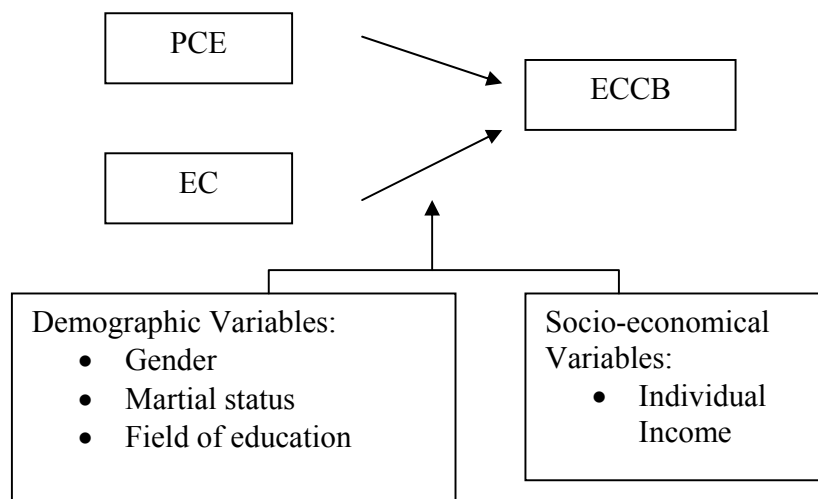 PCE
ECCB
EC
Demographic Variables:
• Gender
• Martial status
• Field of education
Socio-economical
Variables:
• Individual
Income